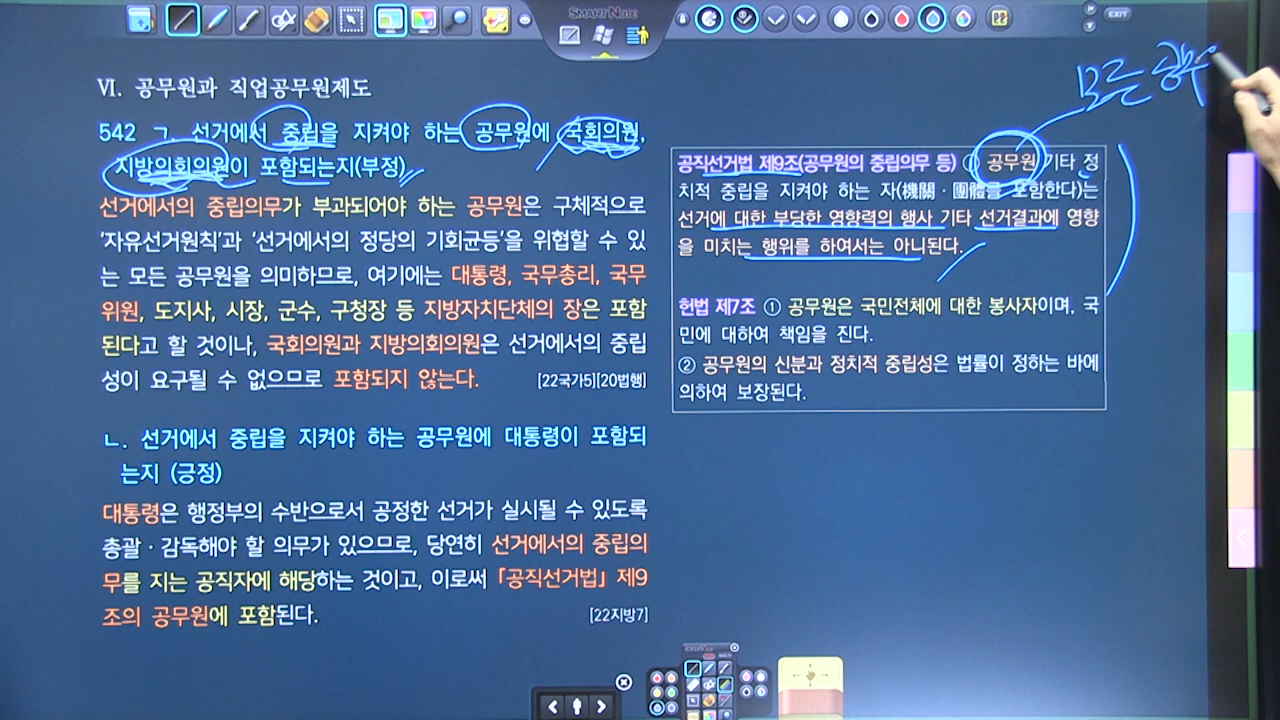 SMARTNOTE
EXIT
모든 공무
Ⅵ. 공무원과 직업공무원제도
542 ㄱ. 선거에서 중립을 지켜야 하는 공무원에 국회의원,
지방의회의원이 포함되는지(부정)
선거에서의 중립의무가 부과되어야 하는 공무원은 구체적으로
‘자유선거원칙’과 ‘선거에서의 정당의 기회균등’을 위협할 수 있
는 모든 공무원을 의미하므로, 여기에는 대통령, 국무총리, 국무
위원, 도지사, 시장, 군수, 구청장 등 지방자치단체의 장은 포함
된다고 할 것이나, 국회의원과 지방의회의원은 선거에서의 중립
성이 요구될 수 없으므로 포함되지 않는다. [22국가5][20법행]
ㄴ. 선거에서 중립을 지켜야 하는 공무원에 대통령이 포함되
는지 (긍정)
대통령은 행정부의 수반으로서 공정한 선거가 실시될 수 있도록
총괄·감독해야 할 의무가 있으므로, 당연히 선거에서의 중립의
무를 지는 공직자에 해당하는 것이고, 이로써 「공직선거법」 제9
조의 공무원에 포함된다. [22지방7]
공직선거법 제9조(공무원의 중립의무 등) ① 공무원 기타 정
치적 중립을 지켜야 하는 자(機關·團體를 포함한다)는
선거에 대한 부당한 영향력의 행사 기타 선거결과에 영향
을 미치는 행위를 하여서는 아니된다.
헌법 제7조 ① 공무원은 국민전체에 대한 봉사자이며, 국
민에 대하여 책임을 진다.
② 공무원의 신분과 정치적 중립성은 법률이 정하는 바에
의하여 보장된다.